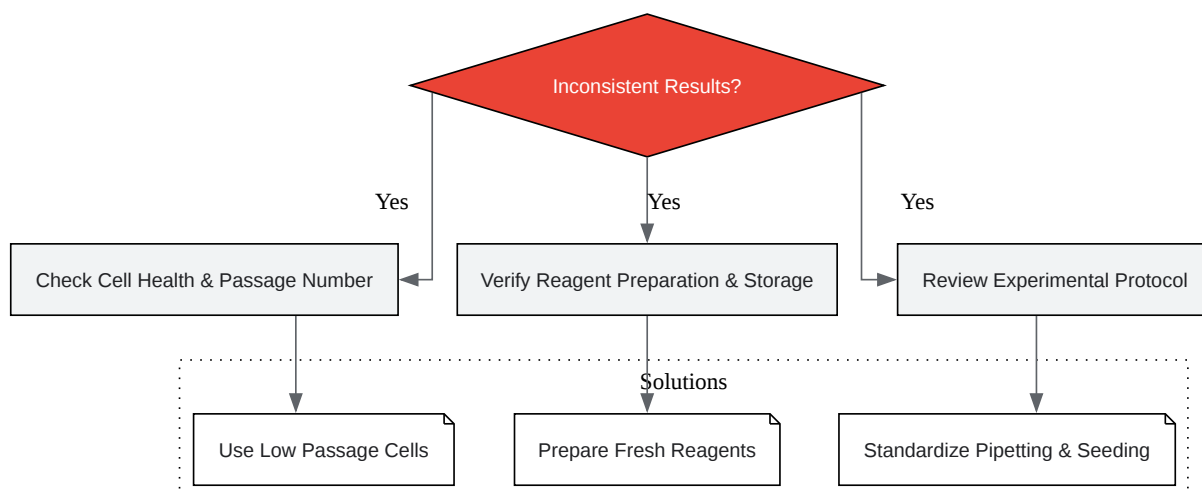 Inconsistent Results?
Yes
Yes
Yes
Check Cell Health & Passage Number
Verify Reagent Preparation & Storage
Review Experimental Protocol
Solutions
Use Low Passage Cells
Prepare Fresh Reagents
Standardize Pipetting & Seeding